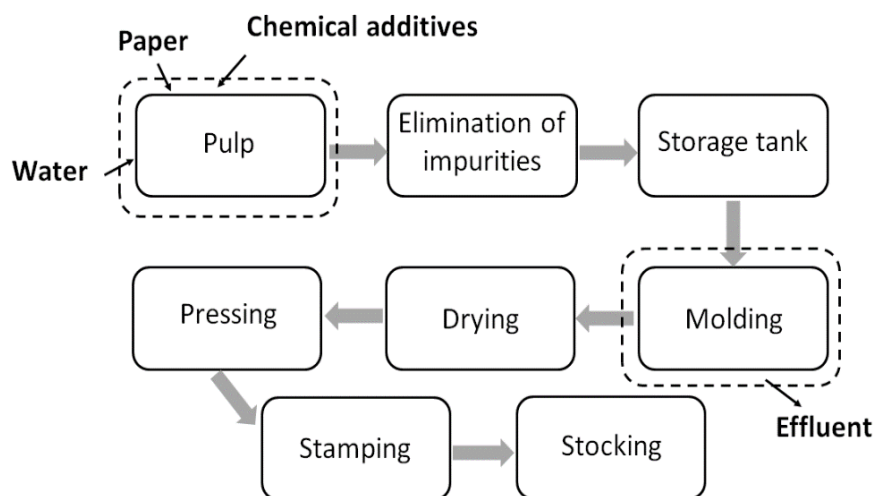 Chemical additives
Paper
Water
Pulp
Elimination of
impurities
Storage tank
Molding
Effluent
Drying
Pressing
Stamping
Stocking